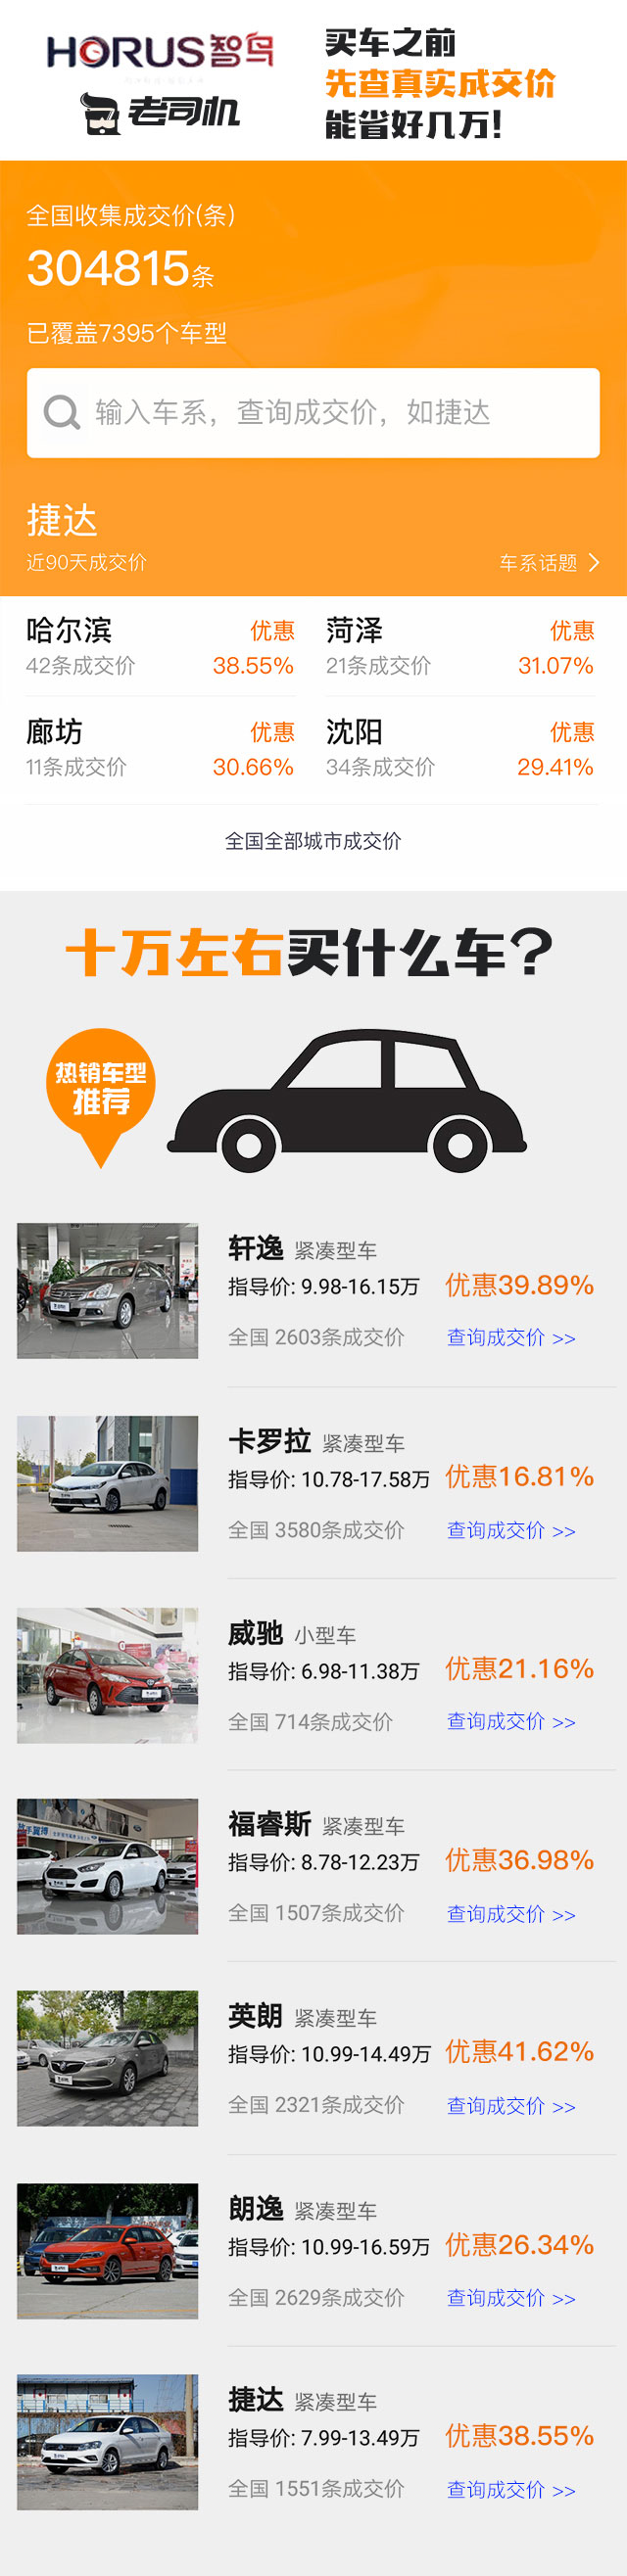 HORUS智鸟
老司机
买车之前
先查真实成交价
能省好几万!
全国收集成交价(条)
304815条
已覆盖7395个车型
输入车系，查询成交价，如捷达
捷达
近90天成交价
车系话题
哈尔滨 优惠
42条成交价 38.55%
菏泽 优惠
21条成交价 31.07%
廊坊 优惠
11条成交价 30.66%
沈阳 优惠
34条成交价 29.41%
全国全部城市成交价
十万左右买什么车?
热销车型
推荐
轩逸 紧凑型车
指导价: 9.98-16.15万 优惠39.89%
全国 2603条成交价 查询成交价 >>
卡罗拉 紧凑型车
指导价: 10.78-17.58万 优惠16.81%
全国 3580条成交价 查询成交价 >>
威驰 小型车
指导价: 6.98-11.38万 优惠21.16%
全国 714条成交价 查询成交价 >>
福睿斯 紧凑型车
指导价: 8.78-12.23万 优惠36.98%
全国 1507条成交价 查询成交价 >>
英朗 紧凑型车
指导价: 10.99-14.49万 优惠41.62%
全国 2321条成交价 查询成交价 >>
朗逸 紧凑型车
指导价: 10.99-16.59万 优惠26.34%
全国 2629条成交价 查询成交价 >>
捷达 紧凑型车
指导价: 7.99-13.49万 优惠38.55%
全国 1551条成交价 查询成交价 >>